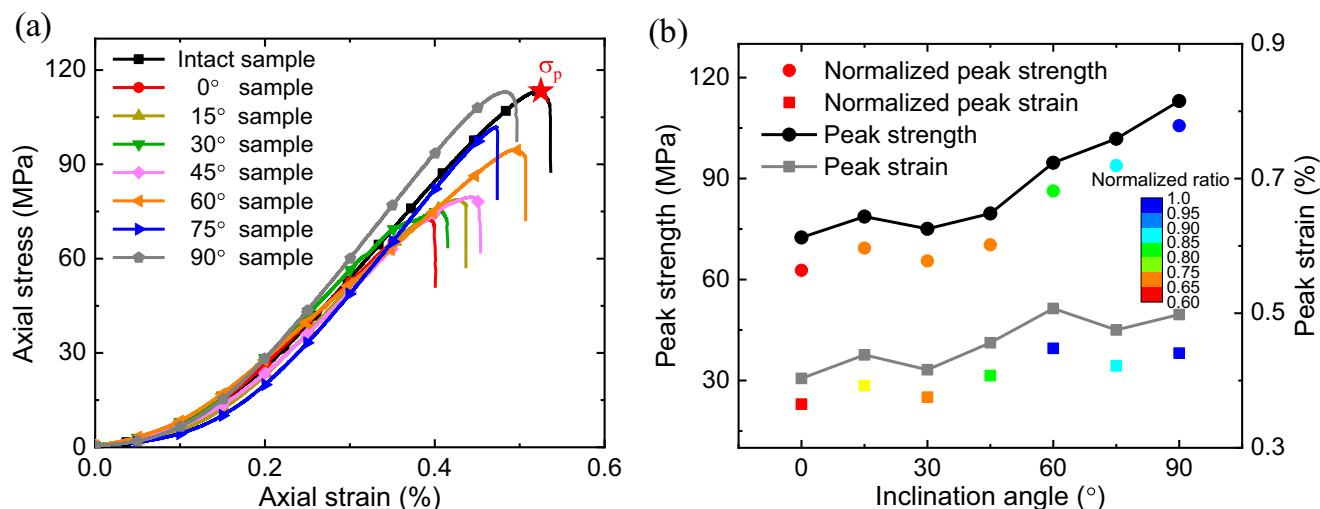 (a)
Axial stress (MPa)
120
90
60
30
0
0.0 0.2 0.4 0.6
Axial strain (%)
Intact sample
0° sample
15° sample
30° sample
45° sample
60° sample
75° sample
90° sample
σp
(b)
Peak strength (MPa)
120
90
60
30
0 30 60 90
Inclination angle (°)
Normalized peak strength
Normalized peak strain
Peak strength
Peak strain
Normalized ratio
1.0
0.95
0.90
0.85
0.80
0.75
0.65
0.60
0.9
0.7
0.5
0.3
Peak strain (%)